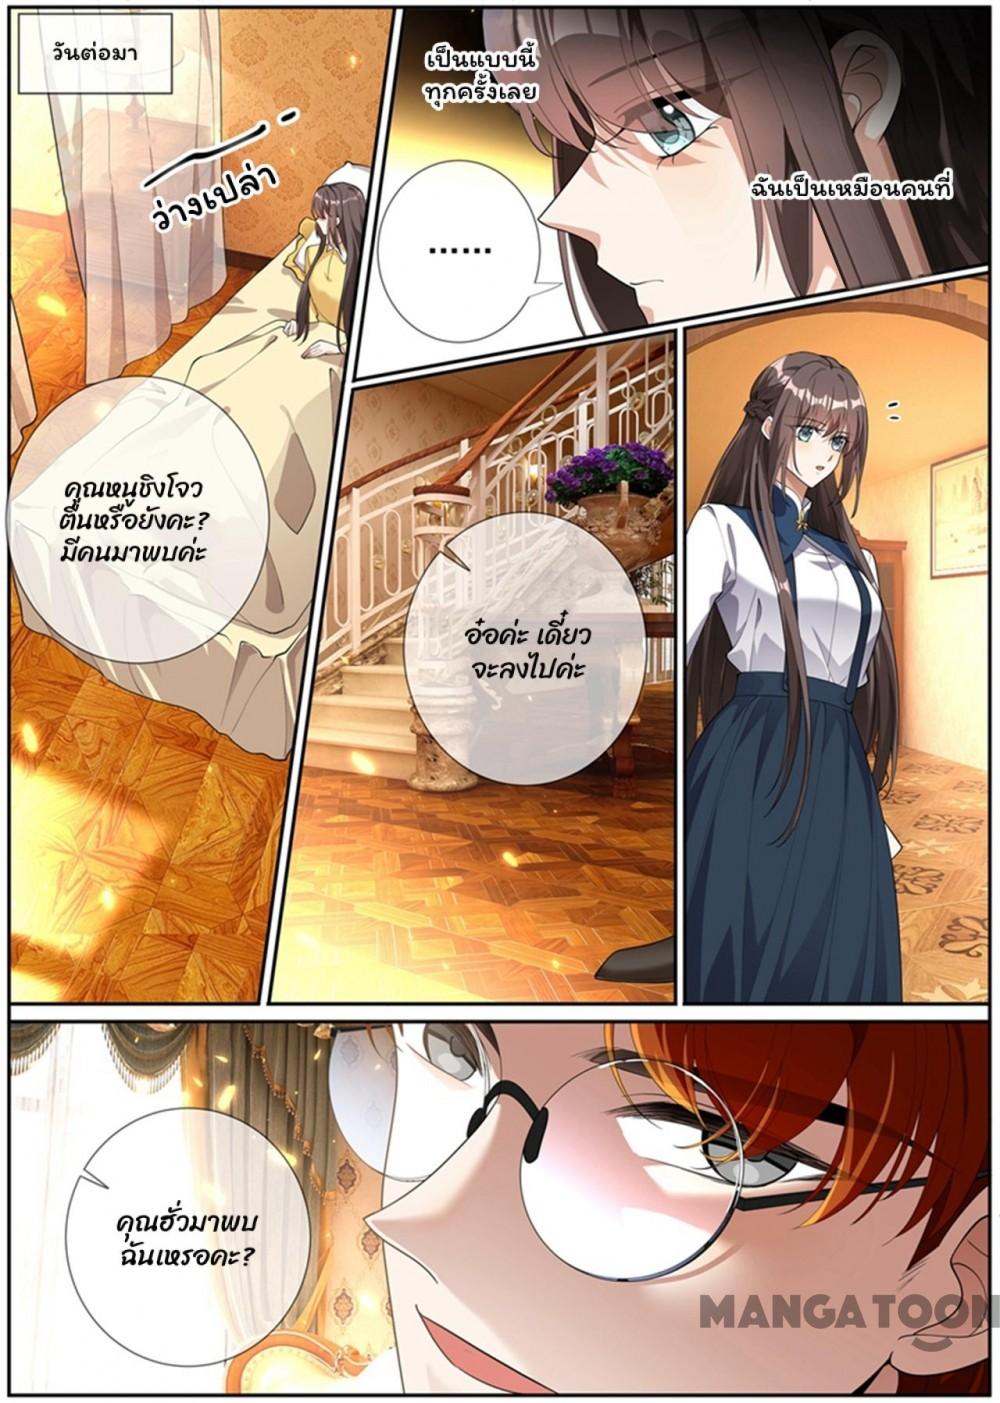 วันต่อมา
ว่างเปล่า
เป็นแบบนี้
ทุกครั้งเลย
......
ฉันเป็นเหมือนคนที่
คุณหนูชิงโจว
ตื่นหรือยังคะ?
มีคนมาพบค่ะ
อ๋อค่ะ เดี๋ยว
จะลงไปค่ะ
คุณฮั่วมาพบ
ฉันเหรอคะ?
MANGATOON